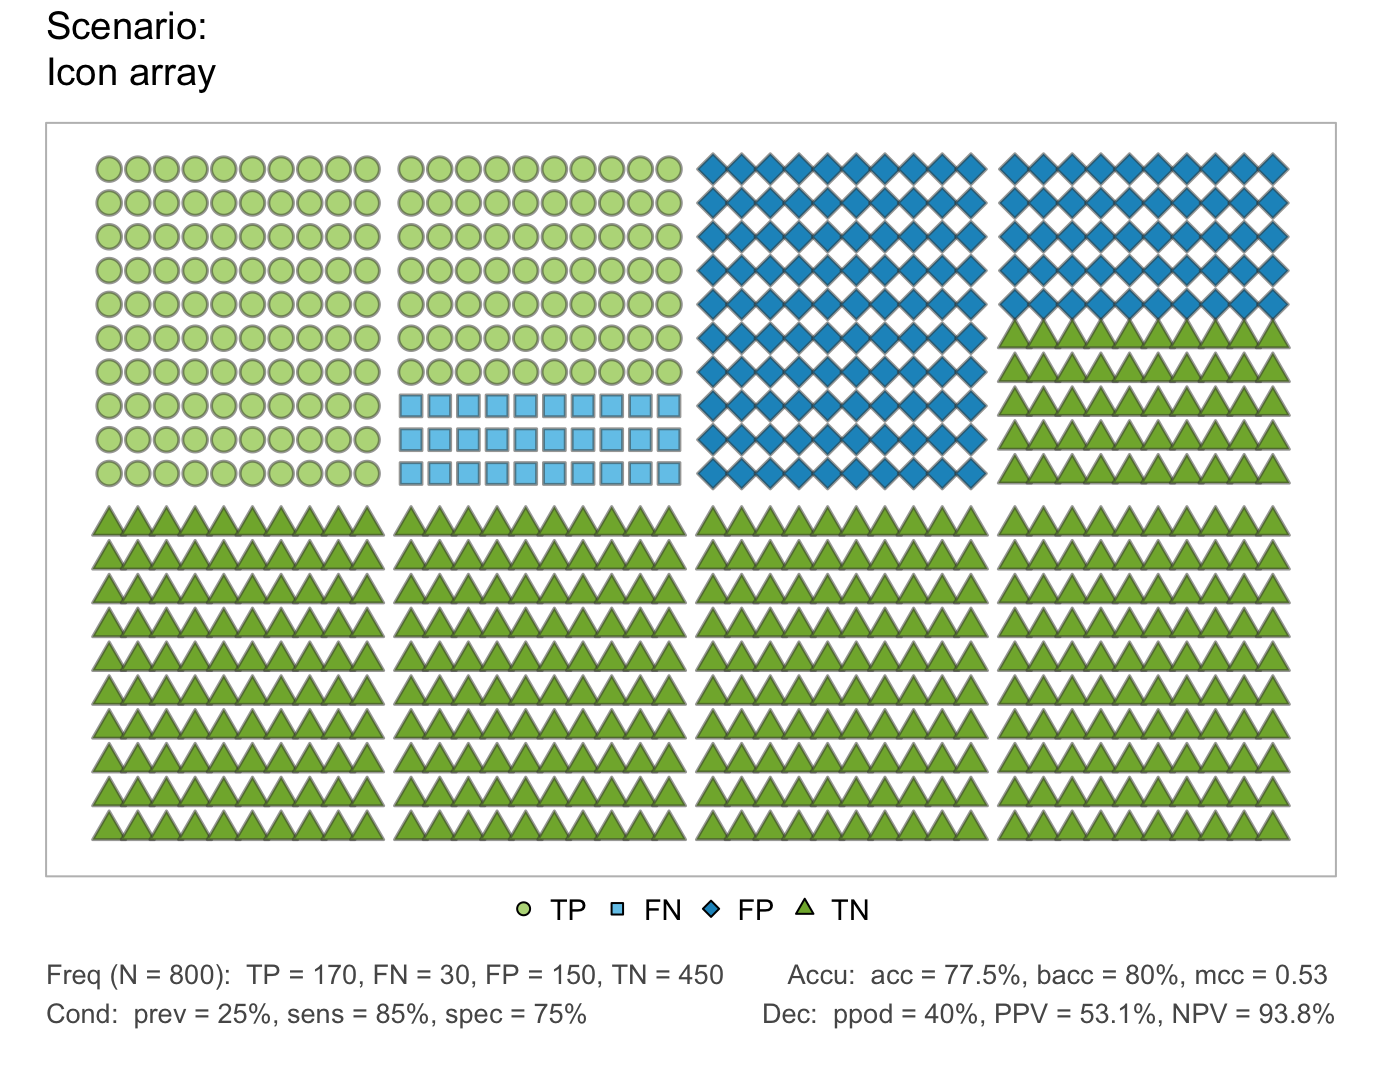 Scenario:
Icon array
TP FN FP TN
Freq (N = 800):  TP = 170, FN = 30, FP = 150, TN = 450 Accu:  acc = 77.5%, bacc = 80%, mcc = 0.53
Cond:  prev = 25%, sens = 85%, spec = 75% Dec:  ppod = 40%, PPV = 53.1%, NPV = 93.8%